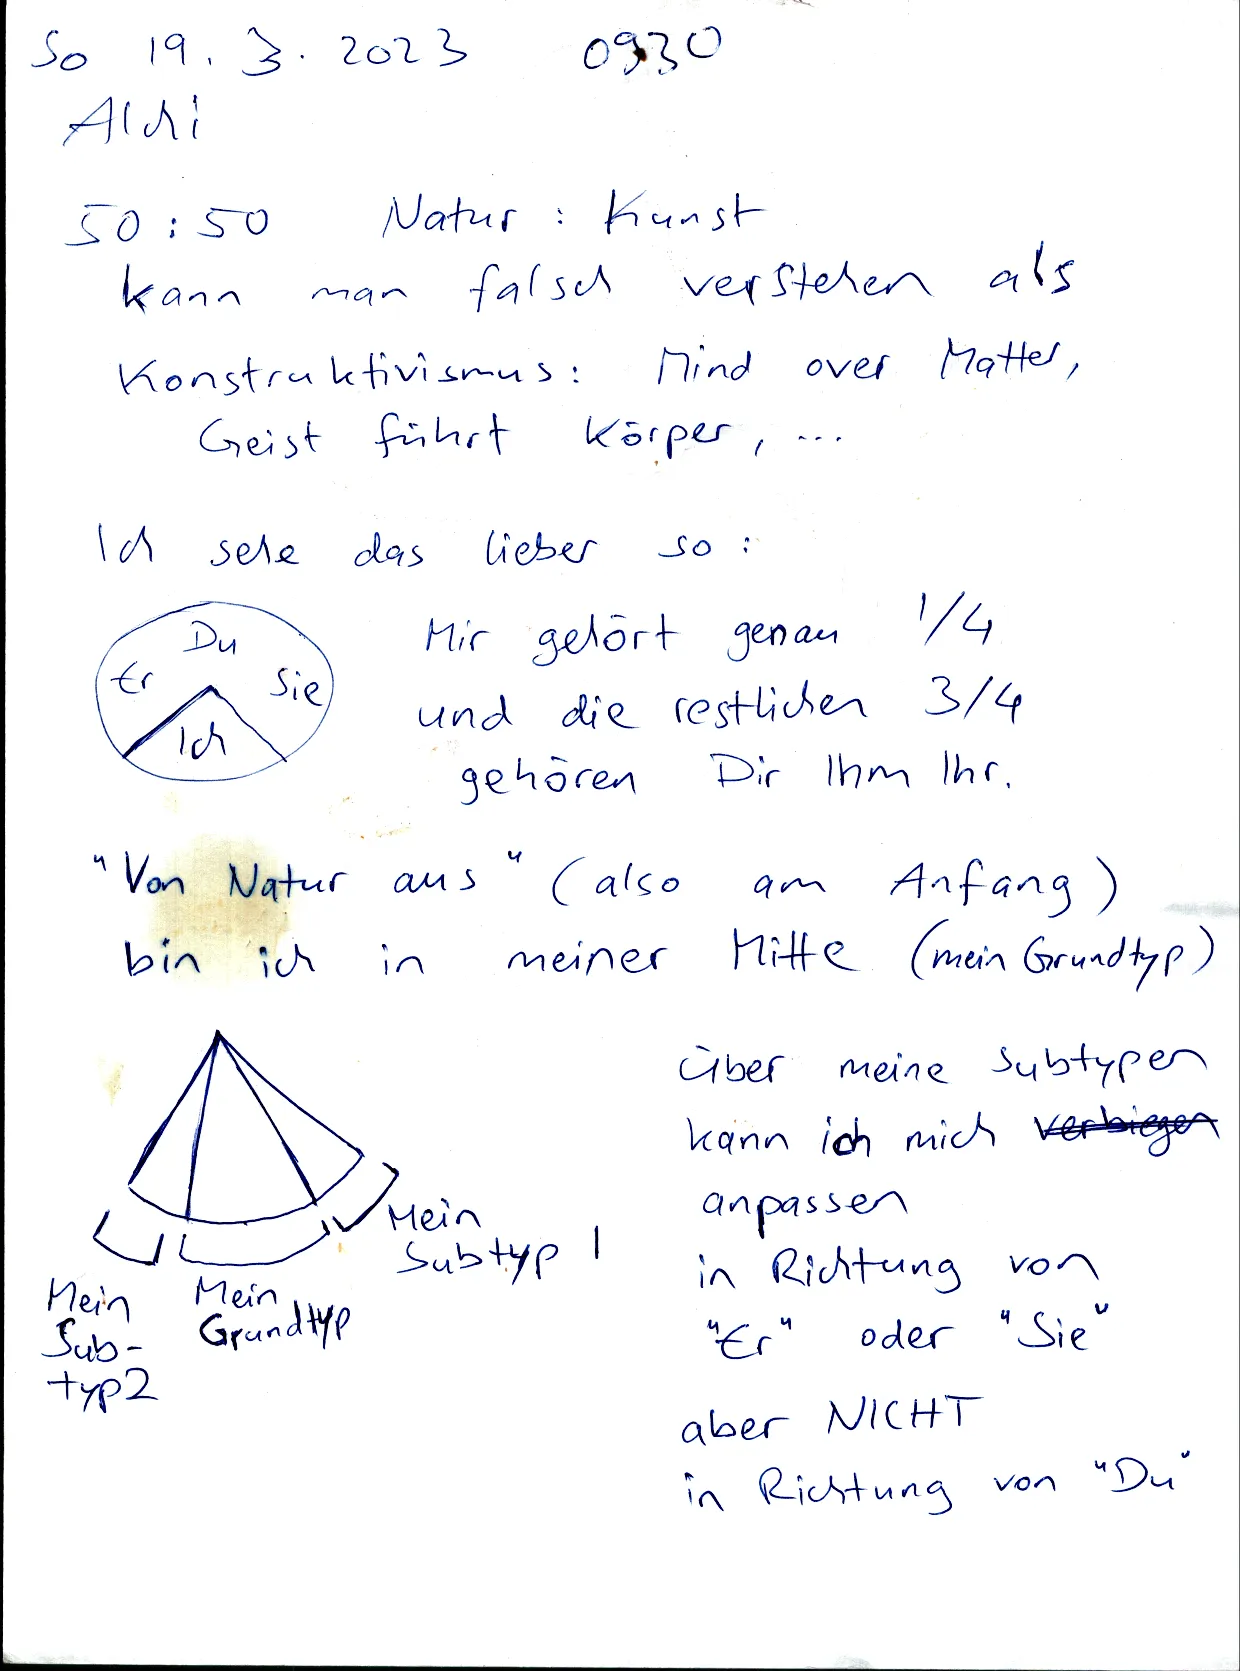 So 19. 3. 2023 0930
Alchi
50:50 Natur : Kunst
kann man falsch verstehen als
Konstruktivismus: Mind over Matter,
Geist führt Körper, ...
Ich sehe das lieber so:
Du
Er Sie
Ich
Mir gehört genau 1/4
und die restlichen 3/4
gehören Dir Ihm Ihr.
"Von Natur aus" (also am Anfang)
bin ich in meiner Mitte (mein Grundtyp)
Mein
Subtyp 1
Mein
Grundtyp
Mein
Sub-
typ2
über meine Subtypen
kann ich mich verbiegen
anpassen
in Richtung von
"Er" oder "Sie"
aber NICHT
in Richtung von "Du"